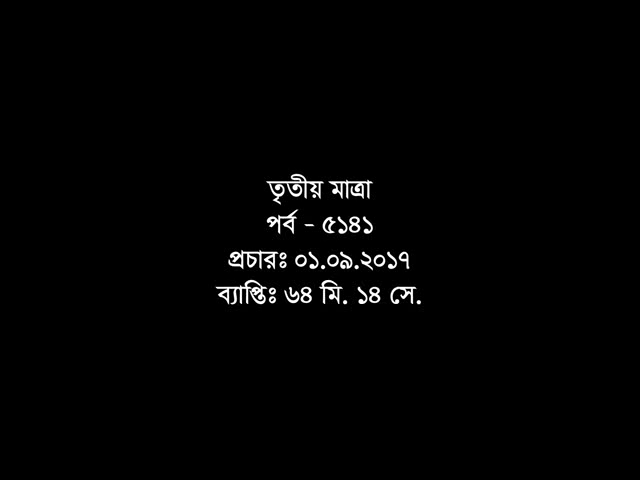 তৃতীয় মাত্রা
পর্ব - ৫১৪১
প্রচারঃ ০১.০৯.২০১৭
ব্যাপ্তিঃ ৬৪ মি. ১৪ সে.